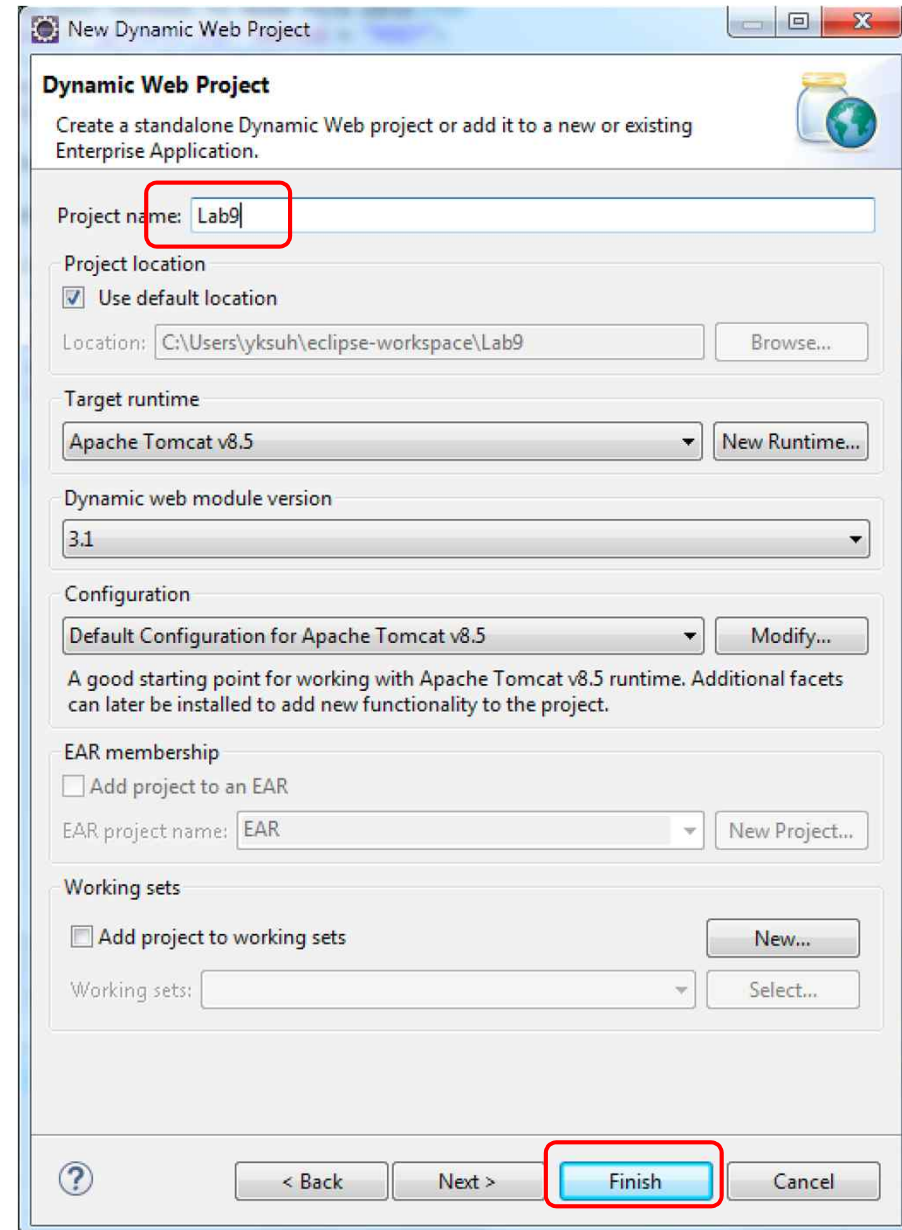 New Dynamic Web Project
Dynamic Web Project
Create a standalone Dynamic Web project or add it to a new or existing
Enterprise Application.
Project name: Lab9
Project location
Use default location
Location: C:\Users\yksuh\eclipse-workspace\Lab9 Browse...
Target runtime
Apache Tomcat v8.5 New Runtime...
Dynamic web module version
3.1
Configuration
Default Configuration for Apache Tomcat v8.5 Modify...
A good starting point for working with Apache Tomcat v8.5 runtime. Additional facets
can later be installed to add new functionality to the project.
EAR membership
Add project to an EAR
EAR project name: EAR New Project...
Working sets
Add project to working sets New...
Working sets: Select...
? < Back Next > Finish Cancel